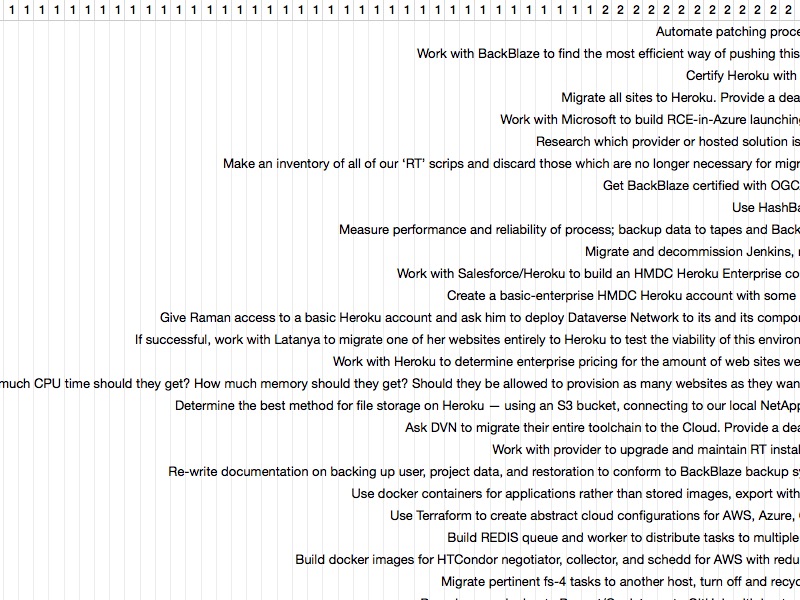 1 1 1 1 1 1 1 1 1 1 1 1 1 1 1 1 1 1 1 1 1 1 1 1 1 1 1 1 1 1 1 1 1 1 1 1 1 1 1 2 2 2 2 2 2 2 2 2 2 2 2 2
Automate patching proce
Work with BackBlaze to find the most efficient way of pushing this
Certify Heroku with
Migrate all sites to Heroku. Provide a dea
Work with Microsoft to build RCE-in-Azure launching
Research which provider or hosted solution is
Make an inventory of all of our ‘RT’ scrips and discard those which are no longer necessary for migr
Get BackBlaze certified with OGC
Use HashBa
Measure performance and reliability of process; backup data to tapes and Back
Migrate and decommission Jenkins,
Work with Salesforce/Heroku to build an HMDC Heroku Enterprise co
Create a basic-enterprise HMDC Heroku account with some
Give Raman access to a basic Heroku account and ask him to deploy Dataverse Network to its and its compor
If successful, work with Latanya to migrate one of her websites entirely to Heroku to test the viability of this environ
Work with Heroku to determine enterprise pricing for the amount of web sites we
much CPU time should they get? How much memory should they get? Should they be allowed to provision as many websites as they wan
Determine the best method for file storage on Heroku — using an S3 bucket, connecting to our local NetApp
Ask DVN to migrate their entire toolchain to the Cloud. Provide a dea
Work with provider to upgrade and maintain RT instal
Re-write documentation on backing up user, project data, and restoration to conform to BackBlaze backup sy
Use docker containers for applications rather than stored images, export with
Use Terraform to create abstract cloud configurations for AWS, Azure,
Build REDIS queue and worker to distribute tasks to multiple
Build docker images for HTCondor negotiator, collector, and schedd for AWS with redu
Migrate pertinent fs-4 tasks to another host, turn off and recyc